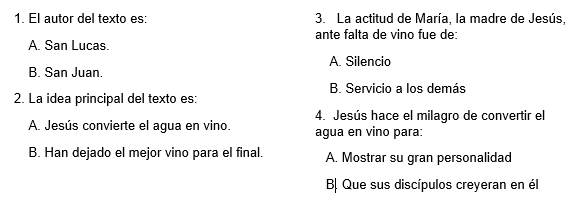 1. El autor del texto es:
A. San Lucas.
B. San Juan.
2. La idea principal del texto es:
A. Jesús convierte el agua en vino.
B. Han dejado el mejor vino para el final.
3. La actitud de María, la madre de Jesús,
ante falta de vino fue de:
A. Silencio
B. Servicio a los demás
4. Jesús hace el milagro de convertir el
agua en vino para:
A. Mostrar su gran personalidad
B. Que sus discípulos creyeran en él